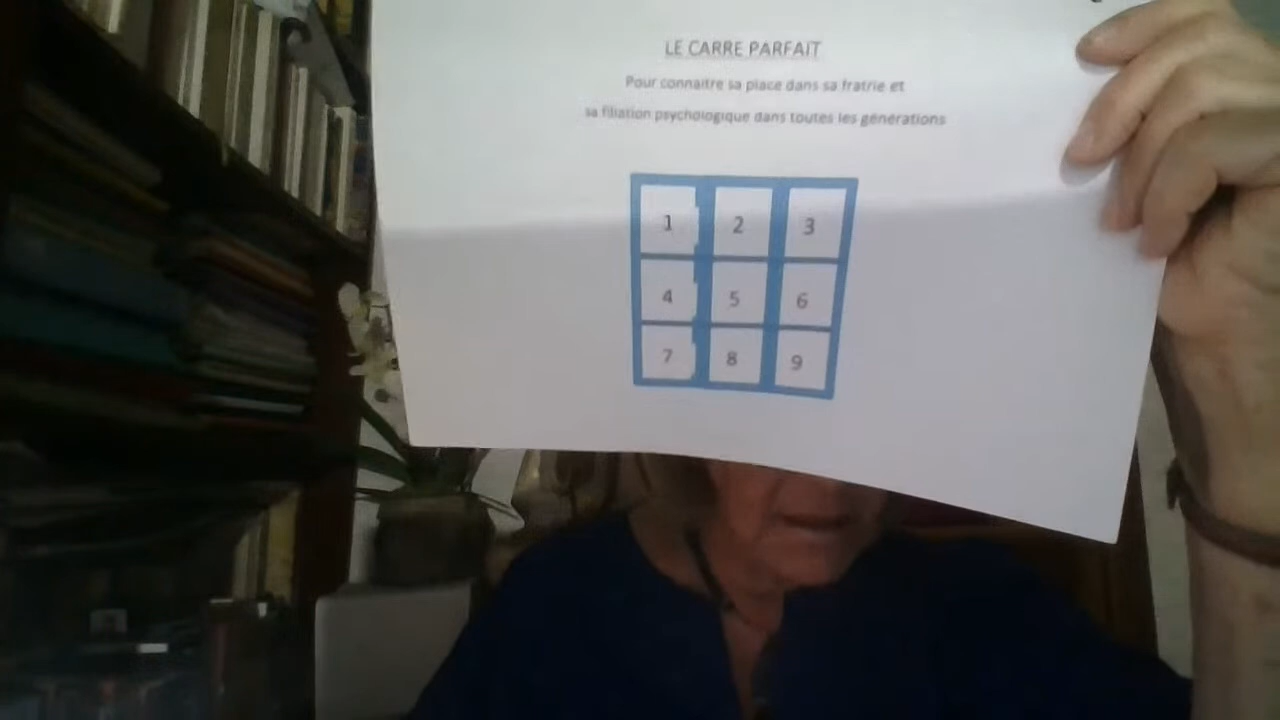 LE CARRE PARFAIT
Pour connaitre sa place dans sa fratrie et
sa filiation psychologique dans toutes les générations
1 2 3
4 5 6
7 8 9